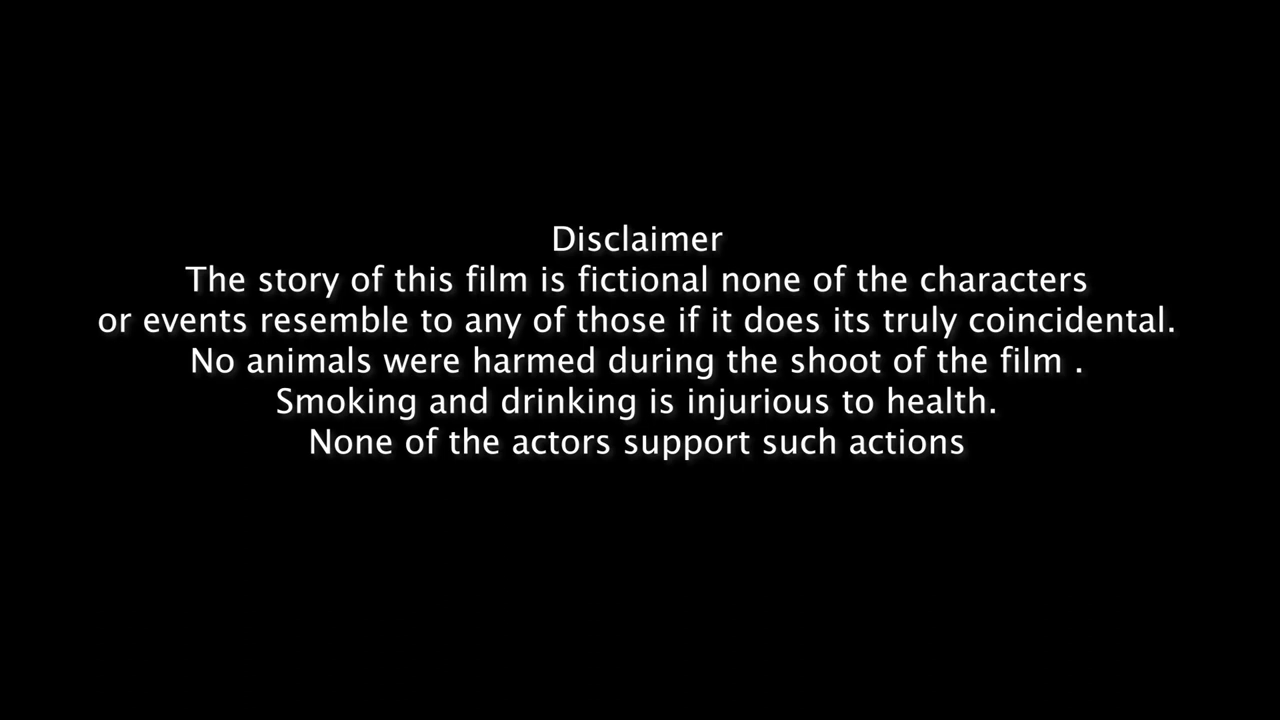 Disclaimer
The story of this film is fictional none of the characters
or events resemble to any of those if it does its truly coincidental.
No animals were harmed during the shoot of the film .
Smoking and drinking is injurious to health.
None of the actors support such actions